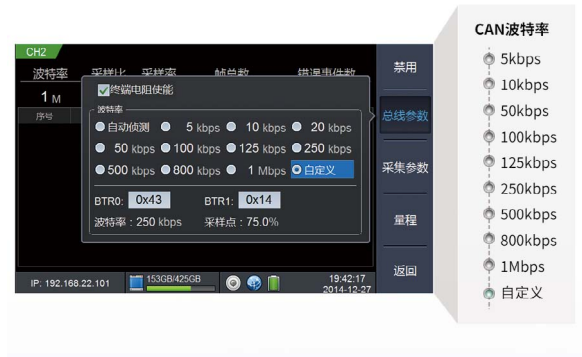 CH2
波特率 采样比 采样率 帧总数 错误事件数
1 M
序号
终端电阻使能
波特率
自动侦测 5 kbps 10 kbps 20 kbps
50 kbps 100 kbps 125 kbps 250 kbps
500 kbps 800 kbps 1 Mbps 自定义
BTR0: 0x43 BTR1: 0x14
波特率 : 250 kbps 采样点 : 75.0%
IP: 192.168.22.101 153GB/425GB 19:42:17
2014-12-27
禁用
总线参数
采集参数
量程
返回
CAN波特率
5kbps
10kbps
50kbps
100kbps
125kbps
250kbps
500kbps
800kbps
1Mbps
自定义